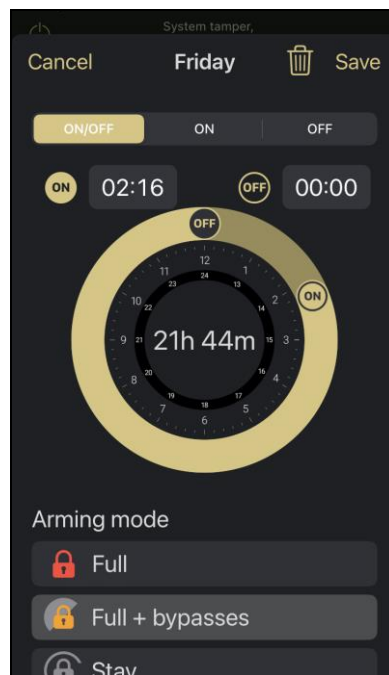 System tamper,
Cancel Friday Save
ON/OFF ON OFF
ON 02:16 OFF 00:00
OFF
12
11 1
24
23 13
10 2 ON
22 14
9 21 21h 44m 15 3
20 16
8 4
19 17
7 18 5
6
Arming mode
Full
Full + bypasses
Stay